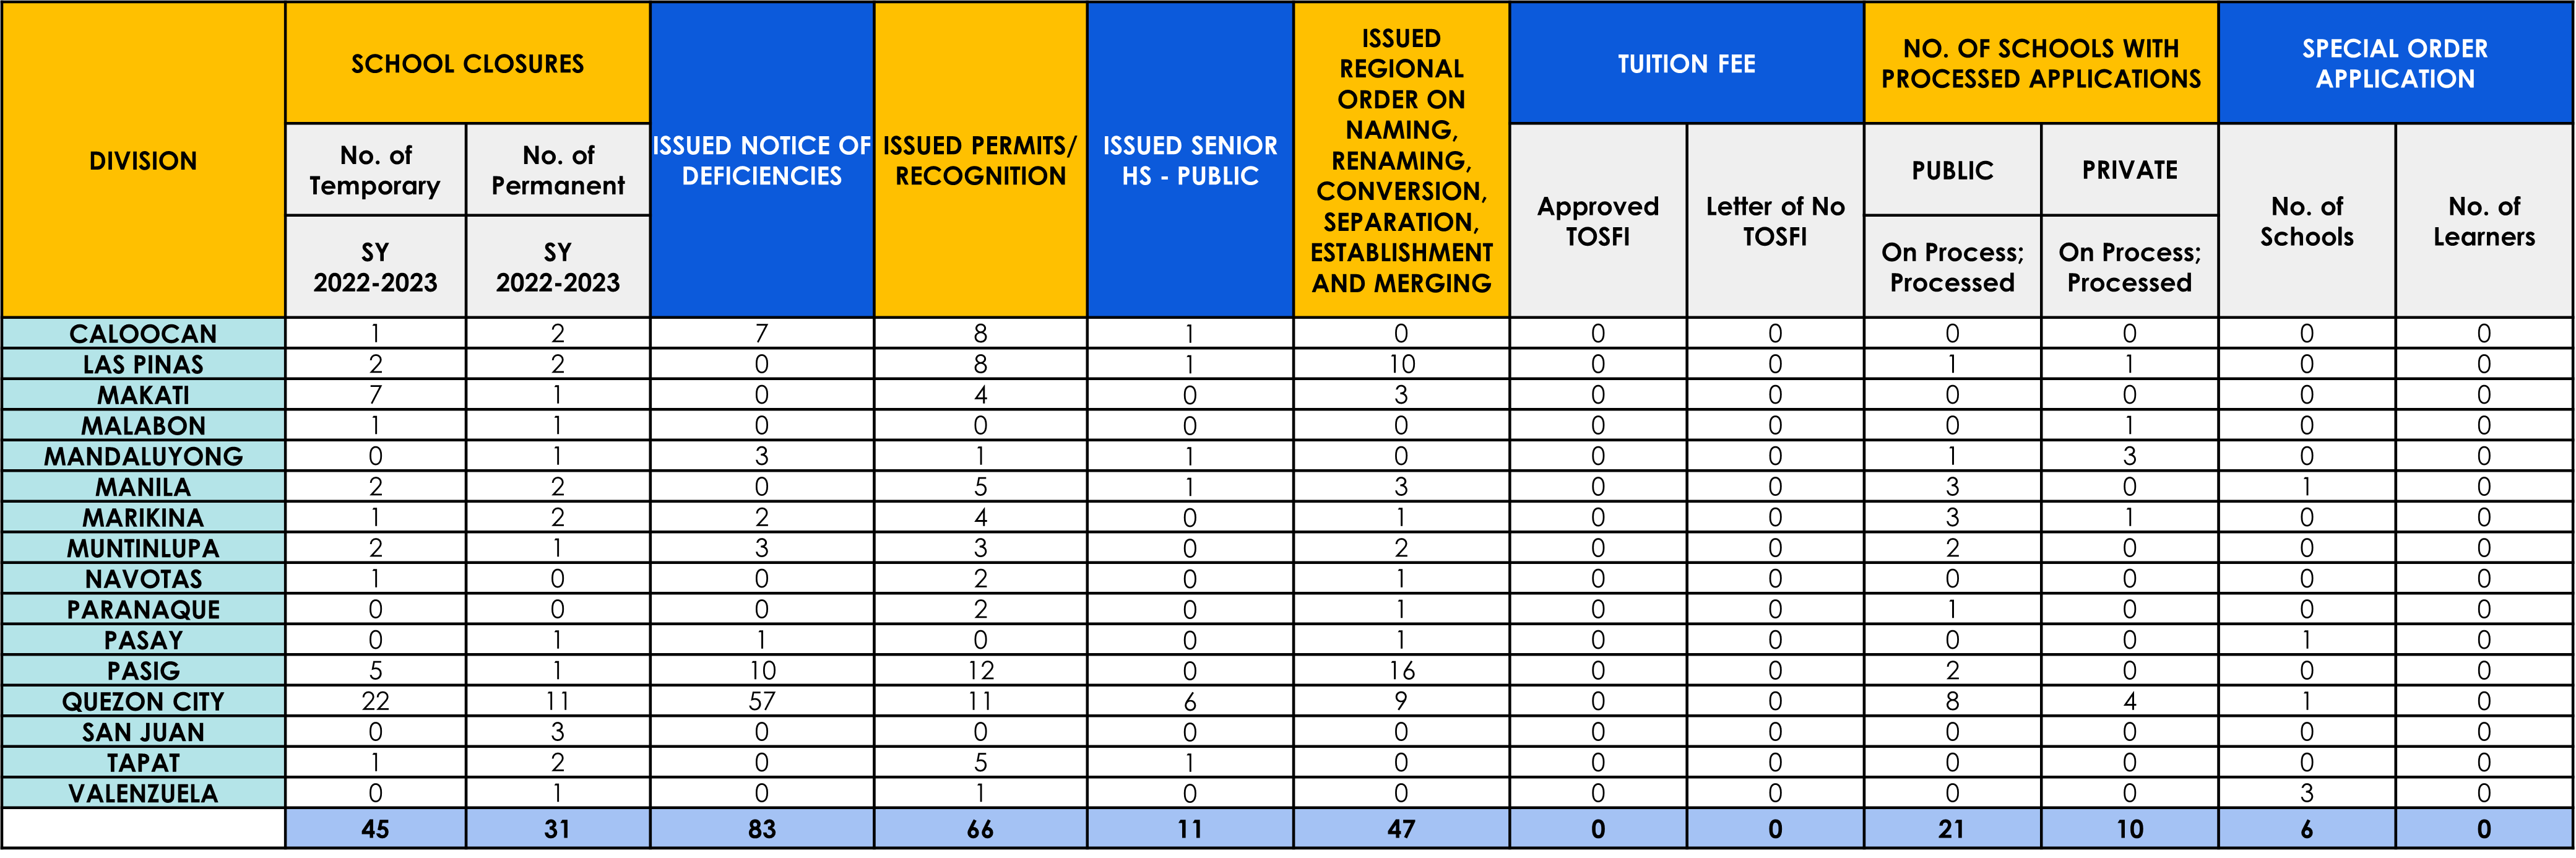 DIVISION
SCHOOL CLOSURES
No. of
Temporary
No. of
Permanent
SY
2022-2023
SY
2022-2023
ISSUED NOTICE OF
DEFICIENCIES
ISSUED PERMITS/
RECOGNITION
ISSUED SENIOR
HS - PUBLIC
ISSUED
REGIONAL
ORDER ON
NAMING,
RENAMING,
CONVERSION,
SEPARATION,
ESTABLISHMENT
AND MERGING
TUITION FEE
Approved
TOSFI
Letter of No
TOSFI
NO. OF SCHOOLS WITH
PROCESSED APPLICATIONS
PUBLIC
PRIVATE
On Process;
Processed
On Process;
Processed
SPECIAL ORDER
APPLICATION
No. of
Schools
No. of
Learners
CALOOCAN 1 2 7 8 1 0 0 0 0 0 0 0
LAS PINAS 2 2 0 8 1 10 0 0 1 1 0 0
MAKATI 7 1 0 4 0 3 0 0 0 0 0 0
MALABON 1 1 0 0 0 0 0 0 0 1 0 0
MANDALUYONG 0 1 3 1 1 0 0 0 1 3 0 0
MANILA 2 2 0 5 1 3 0 0 3 0 1 0
MARIKINA 1 2 2 4 0 1 0 0 3 1 0 0
MUNTINLUPA 2 1 3 3 0 2 0 0 2 0 0 0
NAVOTAS 1 0 0 2 0 1 0 0 0 0 0 0
PARANAQUE 0 0 0 2 0 1 0 0 1 0 0 0
PASAY 0 1 1 0 0 1 0 0 0 0 1 0
PASIG 5 1 10 12 0 16 0 0 2 0 0 0
QUEZON CITY 22 11 57 11 6 9 0 0 8 4 1 0
SAN JUAN 0 3 0 0 0 0 0 0 0 0 0 0
TAPAT 1 2 0 5 1 0 0 0 0 0 0 0
VALENZUELA 0 1 0 1 0 0 0 0 0 0 3 0
45 31 83 66 11 47 0 0 21 10 6 0